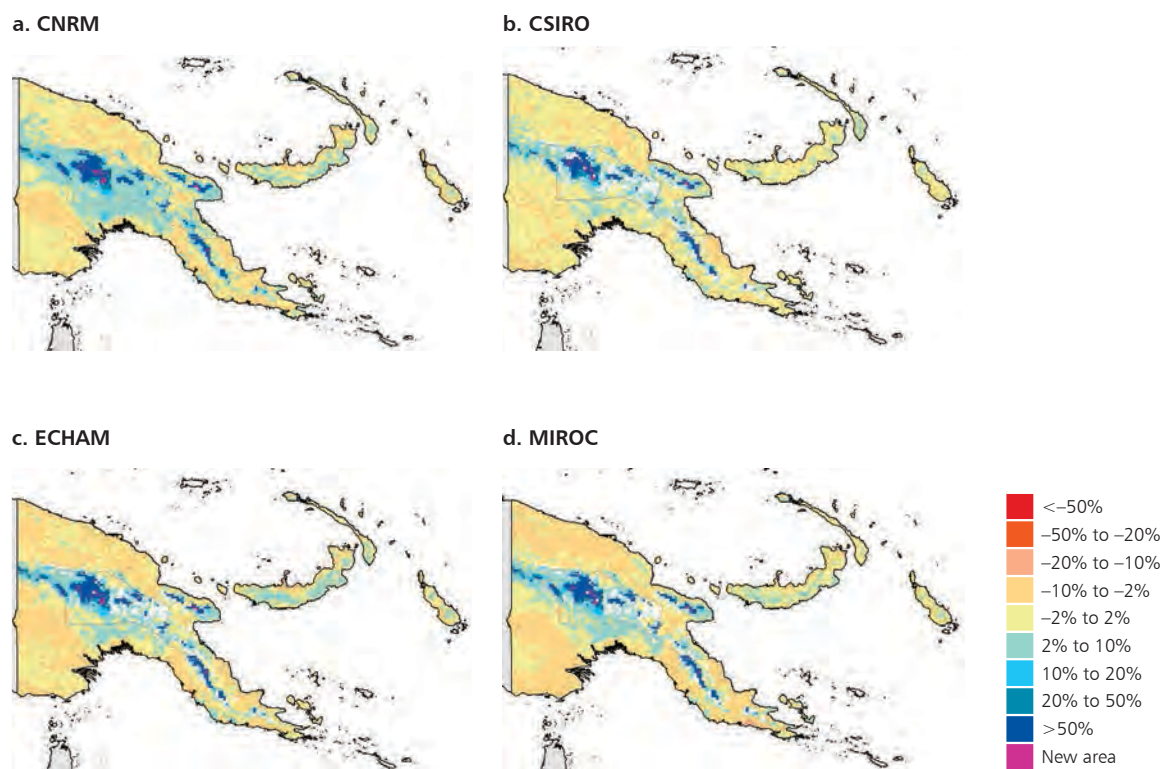 a. CNRM
b. CSIRO
c. ECHAM
d. MIROC
<–50%
–50% to –20%
–20% to –10%
–10% to –2%
–2% to 2%
2% to 10%
10% to 20%
20% to 50%
>50%
New area